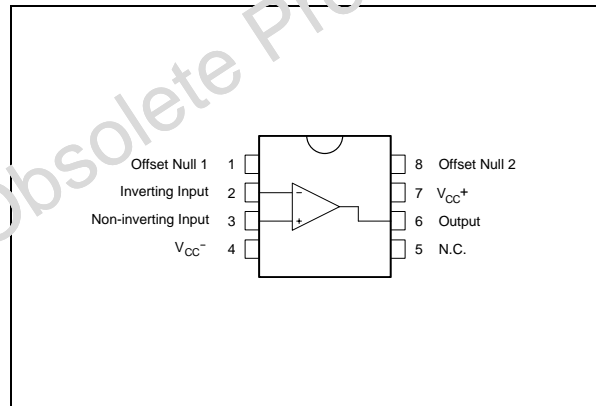 Obsolete Pro
Offset Null 1 1
Inverting Input 2
Non-inverting Input 3
VCC− 4
8 Offset Null 2
7 VCC+
6 Output
5 N.C.
−
+